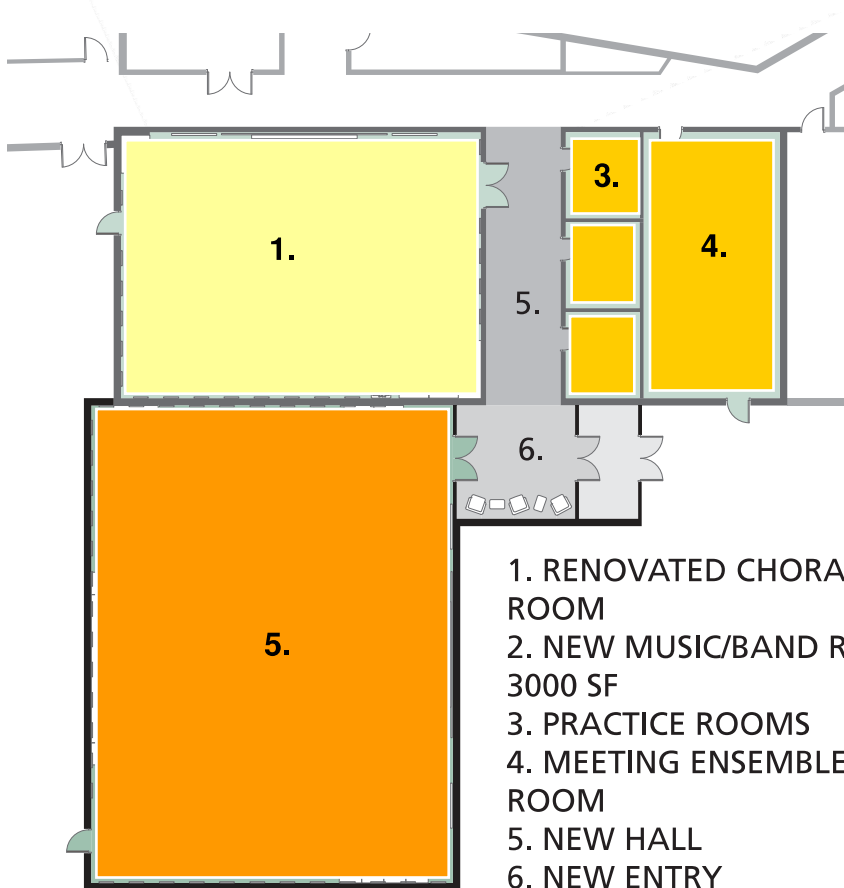 3.
1.
4.
5.
6.
5.
1. RENOVATED CHORA
ROOM
2. NEW MUSIC/BAND R
3000 SF
3. PRACTICE ROOMS
4. MEETING ENSEMBLE
ROOM
5. NEW HALL
6. NEW ENTRY